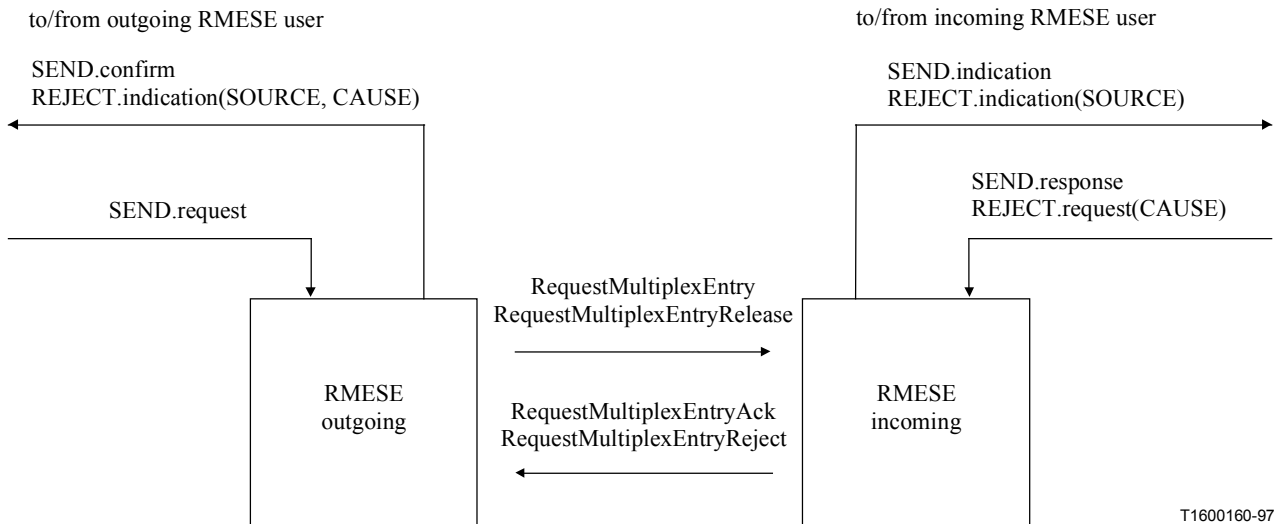 to/from outgoing RMESE user
to/from incoming RMESE user
SEND.confirm
REJECT.indication(SOURCE, CAUSE)
SEND.indication
REJECT.indication(SOURCE)
SEND.request
SEND.response
REJECT.request(CAUSE)
RequestMultiplexEntry
RequestMultiplexEntryRelease
RMESE
outgoing
RequestMultiplexEntryAck
RequestMultiplexEntryReject
RMESE
incoming
T1600160-97